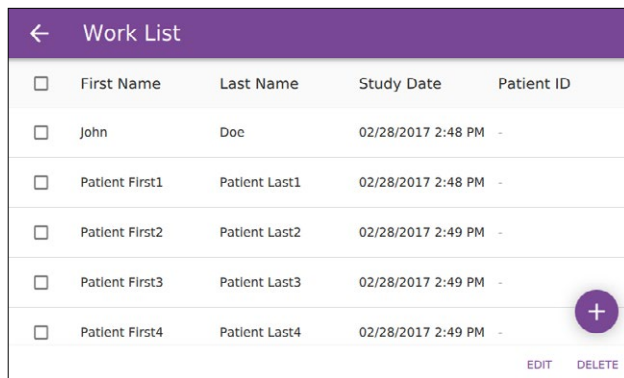 Work List
First Name Last Name Study Date Patient ID
John Doe 02/28/2017 2:48 PM -
Patient First1 Patient Last1 02/28/2017 2:48 PM -
Patient First2 Patient Last2 02/28/2017 2:49 PM -
Patient First3 Patient Last3 02/28/2017 2:49 PM -
Patient First4 Patient Last4 02/28/2017 2:49 PM -
EDIT DELETE